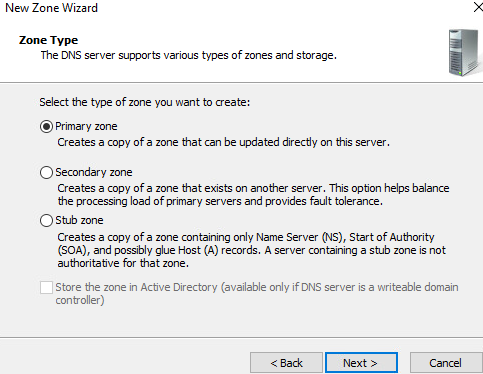 New Zone Wizard
Zone Type
The DNS server supports various types of zones and storage.
Select the type of zone you want to create:
Primary zone
Creates a copy of a zone that can be updated directly on this server.
Secondary zone
Creates a copy of a zone that exists on another server. This option helps balance
the processing load of primary servers and provides fault tolerance.
Stub zone
Creates a copy of a zone containing only Name Server (NS), Start of Authority
(SOA), and possibly glue Host (A) records. A server containing a stub zone is not
authoritative for that zone.
Store the zone in Active Directory (available only if DNS server is a writeable domain
controller)
< Back Next > Cancel